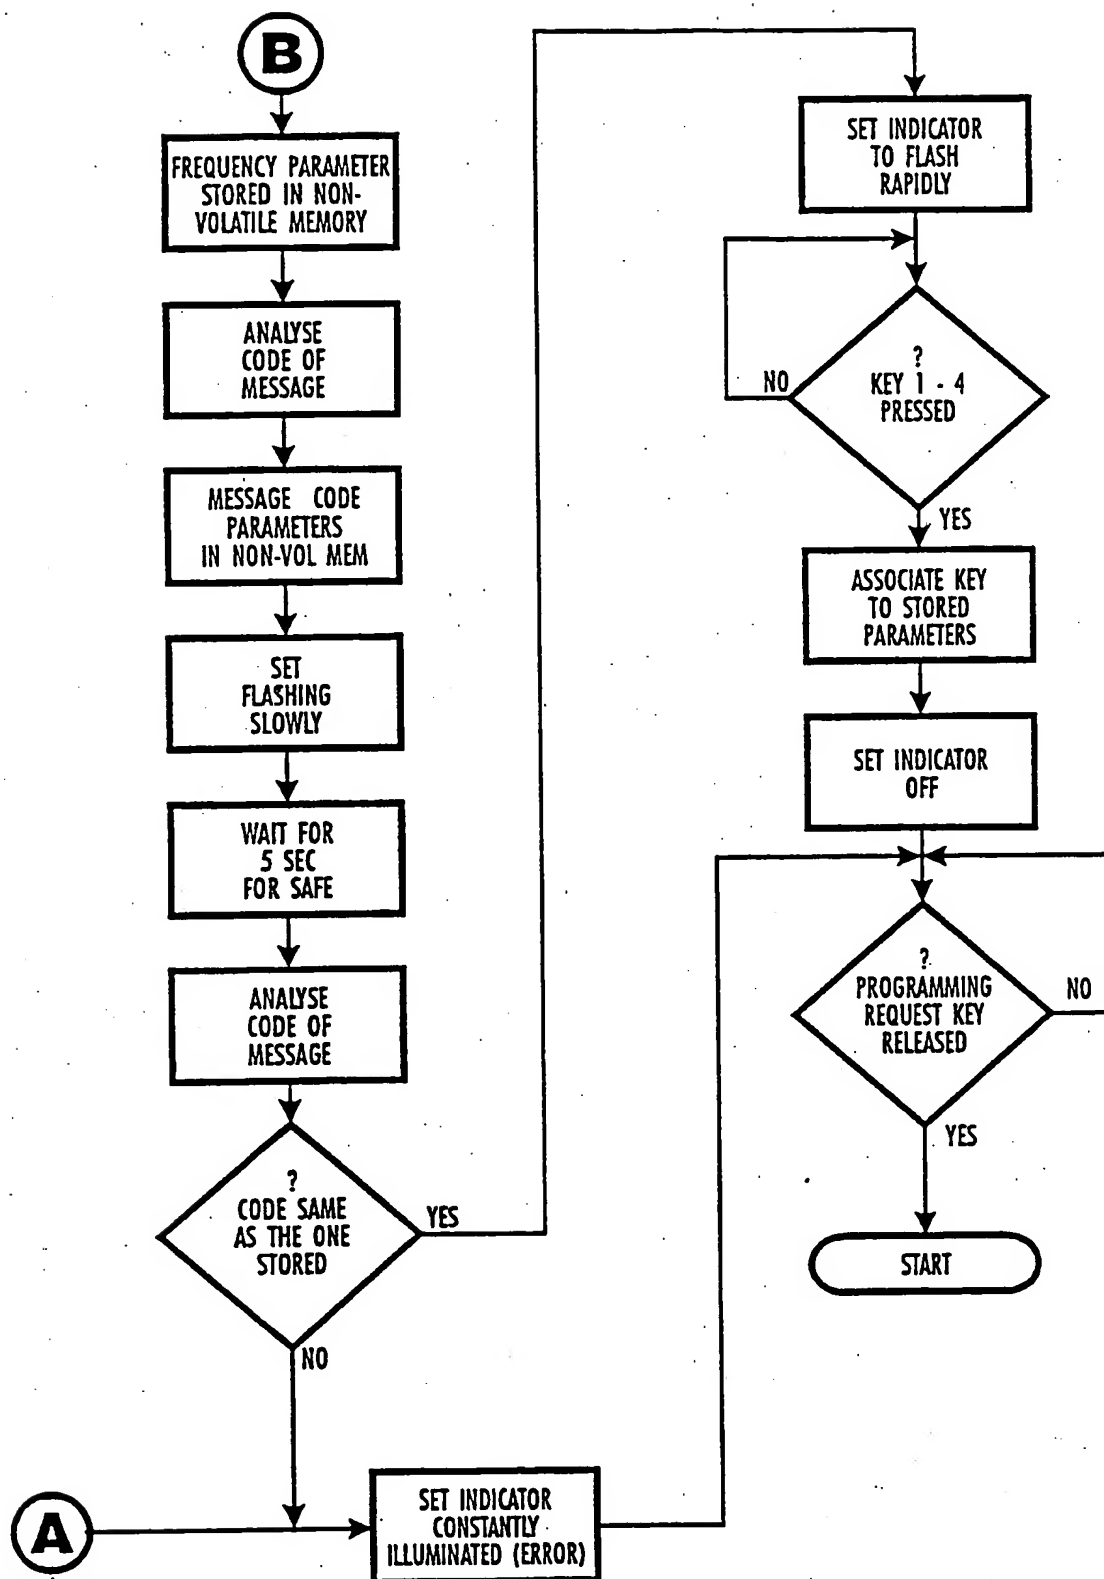 B
FREQUENCY PARAMETER
STORED IN NON-
VOLATILE MEMORY
ANALYSE
CODE OF
MESSAGE
MESSAGE CODE
PARAMETERS
IN NON-VOL MEM
SET
FLASHING
SLOWLY
WAIT FOR
5 SEC
FOR SAFE
ANALYSE
CODE OF
MESSAGE
?
CODE SAME
AS THE ONE
STORED
YES
NO
A
SET INDICATOR
CONSTANTLY
ILLUMINATED (ERROR)
SET INDICATOR
TO FLASH
RAPIDLY
?
KEY 1 - 4
PRESSED
NO
YES
ASSOCIATE KEY
TO STORED
PARAMETERS
SET INDICATOR
OFF
?
PROGRAMMING
REQUEST KEY
RELEASED
NO
YES
START